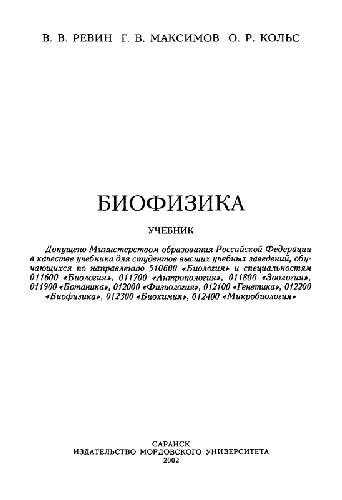 В. В. РЕВИН Г. В. МАКСИМОВ О. Р. КОЛЬС
БИОФИЗИКА
УЧЕБНИК
Допущено Министерством образования Российской Федерации
в качестве учебника для студентов высших учебных заведений, обу-
чающихся по направлению 510600 «Биология» и специальностям
011600 «Биология», 011700 «Антропология», 011800 «Зоология»,
011900 «Ботаника», 012000 «Физиология», 012100 «Генетика», 012200
«Биофизика», 012300 «Биохимия», 012400 «Микробиология»
САРАНСК
ИЗДАТЕЛЬСТВО МОРДОВСКОГО УНИВЕРСИТЕТА
2002